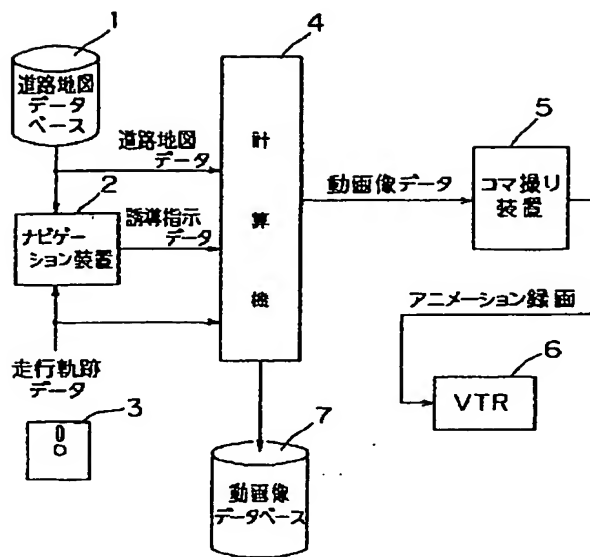 1
道路地図
データ
ベース
2
ナビゲー
ション装置
走行軌跡
データ
3
道路地図
データ
誘導指示
データ
4
計
算
機
動画像データ
5
コマ撮り
装置
アニメーション録画
6
VTR
7
動画像
データベース